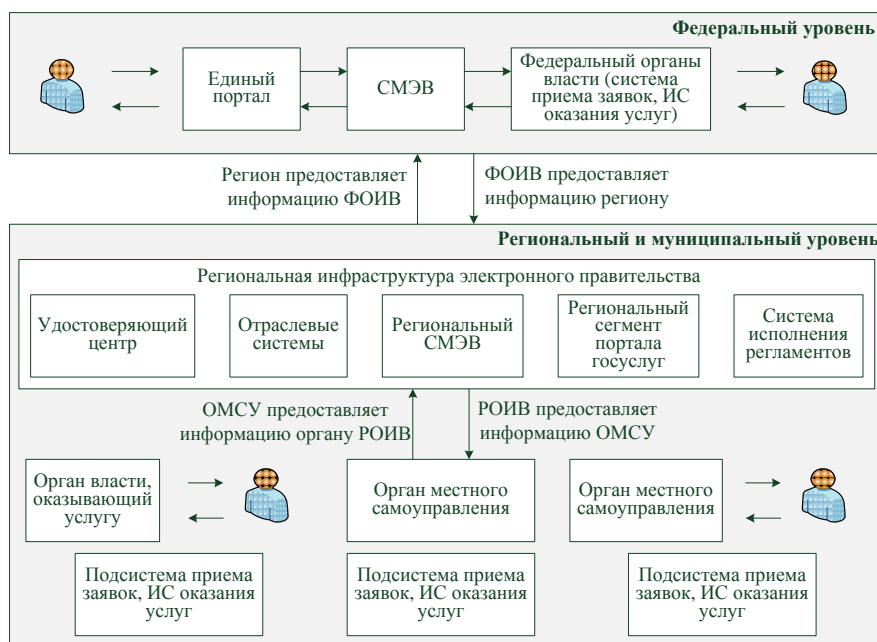 Федеральный уровень
Единый
портал
СМЭВ
Федеральный органы
власти (система
приема заявок, ИС
оказания услуг)
Регион предоставляет
информацию ФОИВ
ФОИВ предоставляет
информацию региону
Региональный и муниципальный уровень
Региональная инфраструктура электронного правительства
Удостоверяющий
центр
Отраслевые
системы
Региональный
СМЭВ
Региональный
сегмент
портала
госуслуг
Система
исполнения
регламентов
ОМСУ предоставляет
информацию органу РОИВ
РОИВ предоставляет
информацию ОМСУ
Орган власти,
оказывающий
услугу
Орган местного
самоуправления
Орган местного
самоуправления
Подсистема приема
заявок, ИС оказания
услуг
Подсистема приема
заявок, ИС оказания
услуг
Подсистема приема
заявок, ИС оказания
услуг